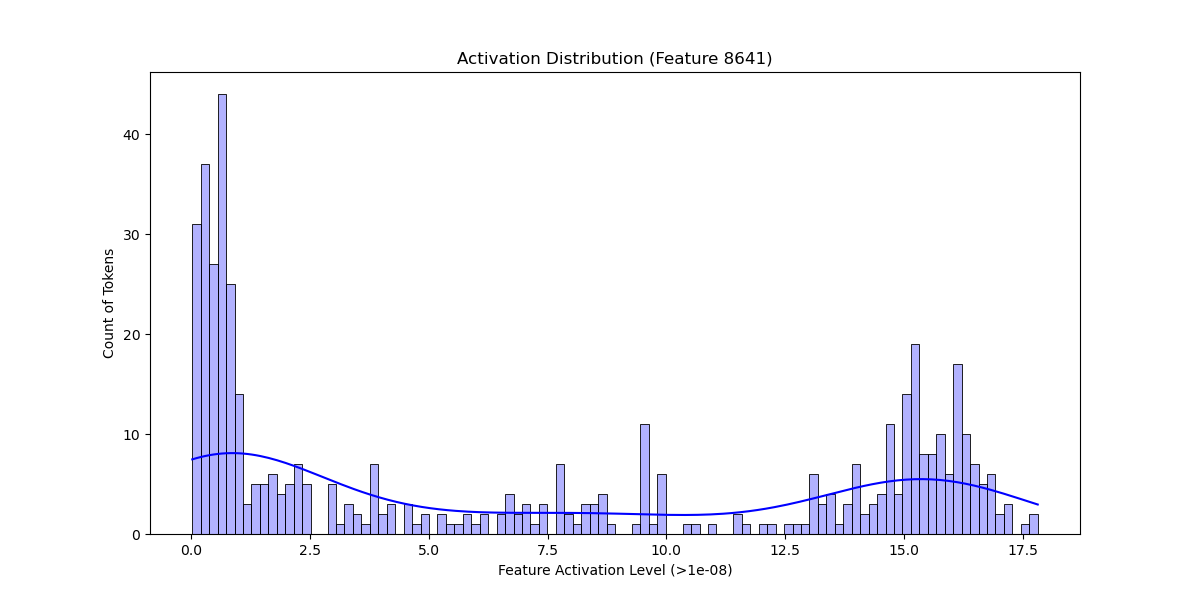 Activation Distribution (Feature 8641)
Count of Tokens
40
30
20
10
0
0.0 2.5 5.0 7.5 10.0 12.5 15.0 17.5
Feature Activation Level (>1e-08)